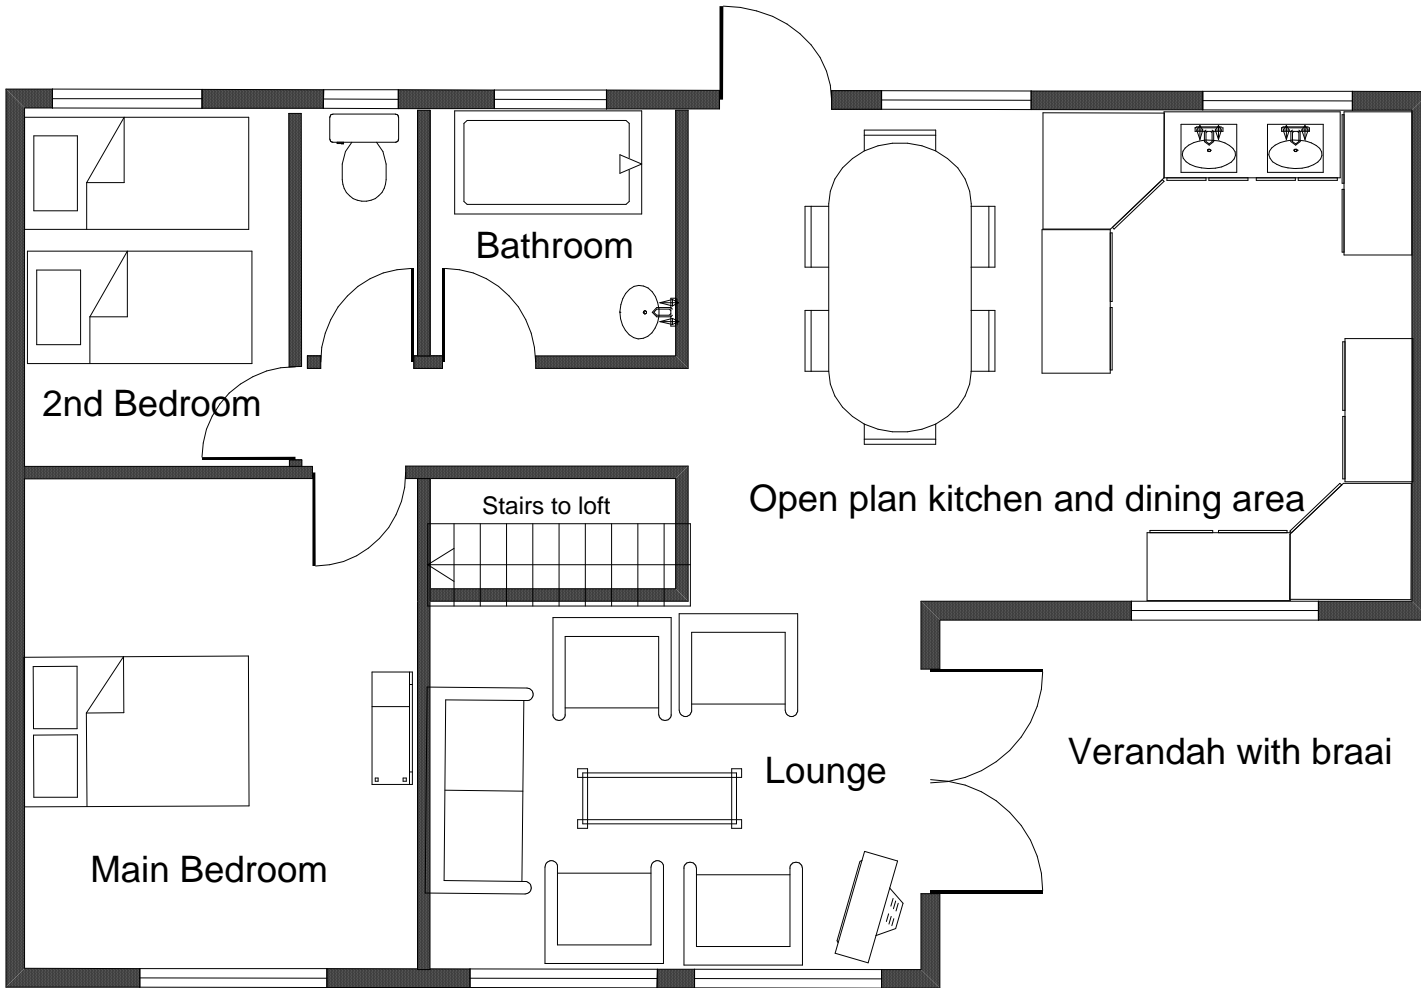 Bathroom
2nd Bedroom
Stairs to loft
Open plan kitchen and dining area
Lounge
Verandah with braai
Main Bedroom